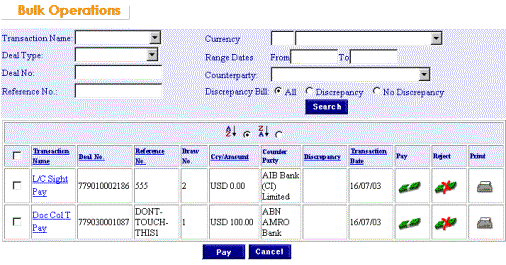 Bulk Operations
Transaction Name: Currency
Deal Type: Range Dates From To
Deal No: Counterparty:
Reference No.: Discrepancy Bill: All Discrepancy No Discrepancy
Search
A Z Z A
Transaction Name Deal No. Reference No. Draw No. Ccy/Amount Counter Party Discrepancy Transaction Date Pay Reject Print
L/C Sight Pay 779010002186 555 2 USD 0.00 AIB Bank (CI) Limited 16/07/03
Doc Col T Pay 779030001087 DONT-TOUCH-THIS1 1 USD 100.00 ABN AMRO Bank 16/07/03
Pay Cancel